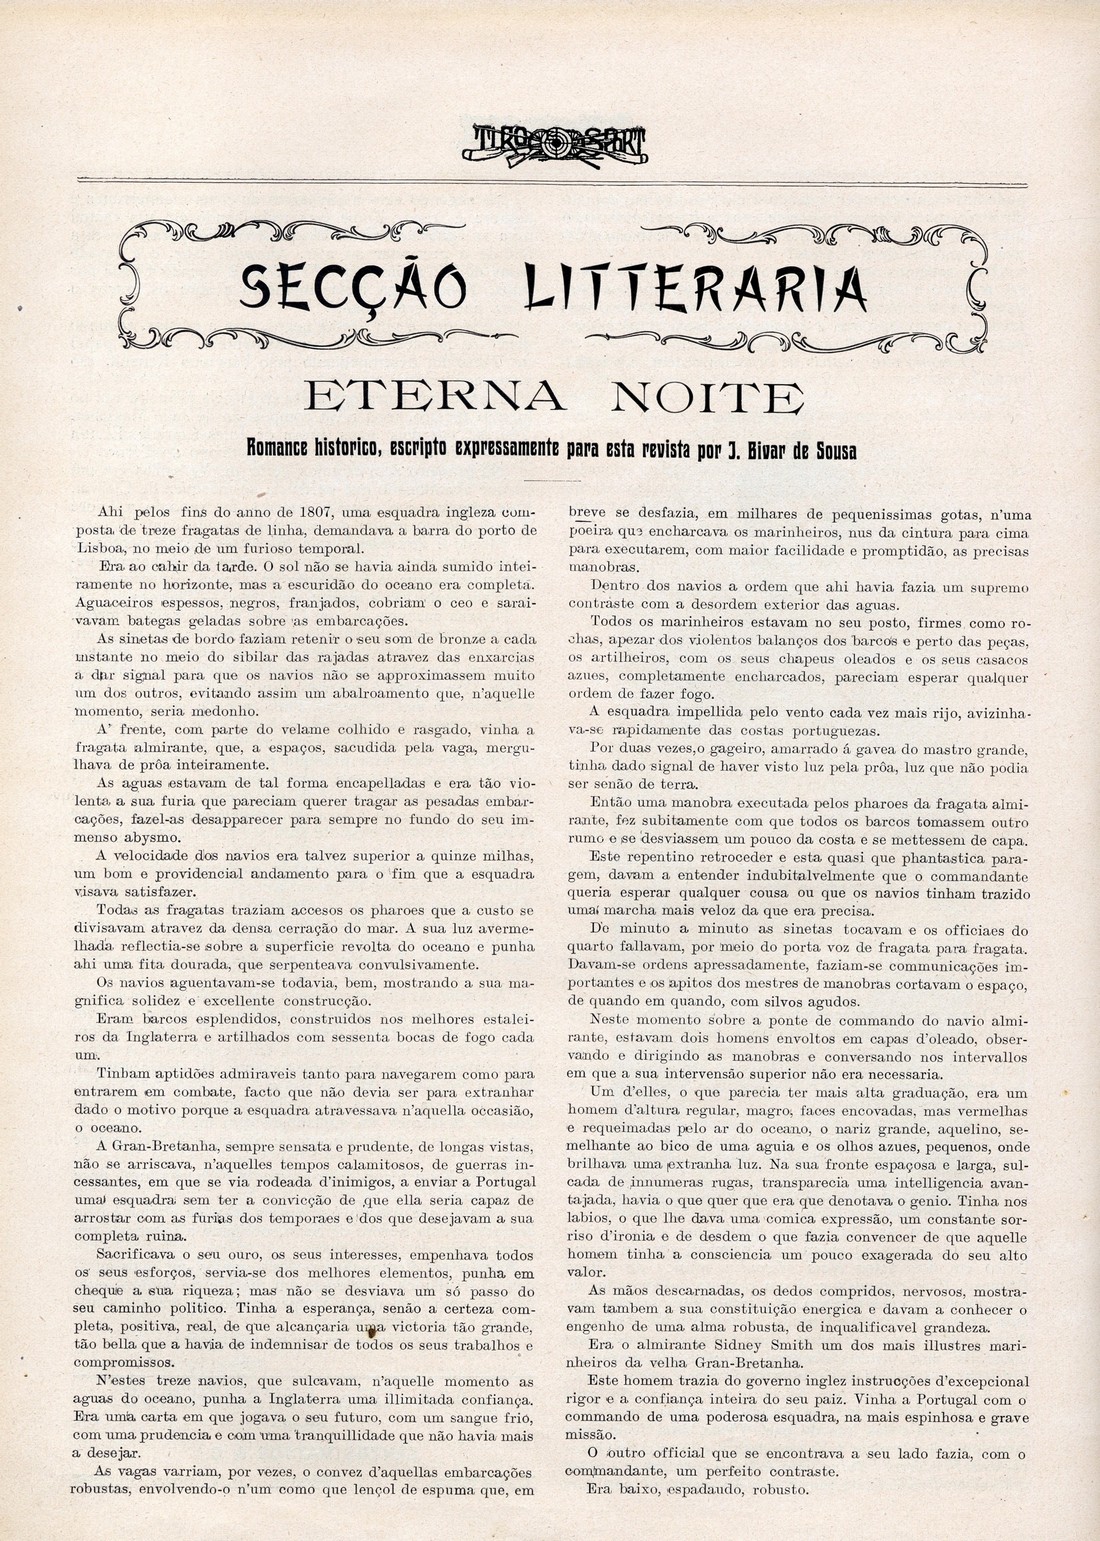 TIRO SPORT
SECÇÃO LITTERARIA
ETERNA NOITE
Romance historico, escripto expressamente para esta revista por J. Bivar de Sousa
Ahi pelos fins do anno de 1807, uma esquadra ingleza com-
posta de treze fragatas de linha, demandava a barra do porto de
Lisboa, no meio de um furioso temporal.
Era ao cahir da tarde. O sol não se havia ainda sumido intei-
ramente no horizonte, mas a escuridão do oceano era completa.
Aguaceiros espessos, negros, franjados, cobriam o ceo e sarai-
vavam bategas geladas sobre as embarcações.
As sinetas de bordo faziam retenir o seu som de bronze a cada
instante no meio do sibilar das rajadas atravez das enxarcias
a dar signal para que os navios não se approximassem muito
um dos outros, evitando assim um abalroamento que, n'aquelle
momento, seria medonho.
A' frente, com parte do velame colhido e rasgado, vinha a
fragata almirante, que, a espaços, sacudida pela vaga, mergu-
lhava de prôa inteiramente.
As aguas estavam de tal forma encapelladas e era tão vio-
lenta a sua furia que pareciam querer tragar as pesadas embar-
cações, fazel-as desapparecer para sempre no fundo do seu im-
menso abysmo.
A velocidade dos navios era talvez superior a quinze milhas,
um bom e providencial andamento para o fim que a esquadra
visava satisfazer.
Todas as fragatas traziam accesos os pharoes que a custo se
divisavam atravez da densa cerração do mar. A sua luz averme-
lhada reflectia-se sobre a superficie revolta do oceano e punha
ahi uma fita dourada, que serpenteava convulsivamente.
Os navios aguentavam-se todavia, bem, mostrando a sua ma-
gnifica solidez e excellente construcção.
Eram barcos esplendidos, construidos nos melhores estalei-
ros da Inglaterra e artilhados com sessenta bocas de fogo cada
um.
Tinham aptidões admiraveis tanto para navegarem como para
entrarem em combate, facto que não devia ser para extranhar
dado o motivo porque a esquadra atravessava n'aquella occasião,
o oceano.
A Gran-Bretanha, sempre sensata e prudente, de longas vistas,
não se arriscava, n'aquelles tempos calamitosos, de guerras in-
cessantes, em que se via rodeada d'inimigos, a enviar a Portugal
uma esquadra sem ter a convicção de que ella seria capaz de
arrostar com as furias dos temporaes e dos que desejavam a sua
completa ruina.
Sacrificava o seu ouro, os seus interesses, empenhava todos
os seus esforços, servia-se dos melhores elementos, punha em
cheque a sua riqueza; mas não se desviava um só passo do
seu caminho politico. Tinha a esperança, senão a certeza com-
pleta, positiva, real, de que alcançaria uma victoria tão grande,
tão bella que a havia de indemnisar de todos os seus trabalhos e
compromissos.
N'estes treze navios, que sulcavam, n'aquelle momento as
aguas do oceano, punha a Inglaterra uma illimitada confiança.
Era uma carta em que jogava o seu futuro, com um sangue frio,
com uma prudencia e com uma tranquillidade que não havia mais
a desejar.
As vagas varriam, por vezes, o convez d'aquellas embarcações
robustas, envolvendo-o n'um como que lençol de espuma que, em
breve se desfazia, em milhares de pequenissimas gotas, n'uma
poeira que encharcava os marinheiros, nus da cintura para cima
para executarem, com maior facilidade e promptidão, as precisas
manobras.
Dentro dos navios a ordem que ahi havia fazia um supremo
contraste com a desordem exterior das aguas.
Todos os marinheiros estavam no seu posto, firmes como ro-
chas, apezar dos violentos balanços dos barcos e perto das peças,
os artilheiros, com os seus chapeus oleados e os seus casacos
azues, completamente encharcados, pareciam esperar qualquer
ordem de fazer fogo.
A esquadra impellida pelo vento cada vez mais rijo, avizinha-
va-se rapidamente das costas portuguezas.
Por duas vezes,o gageiro, amarrado á gavea do mastro grande,
tinha dado signal de haver visto luz pela prôa, luz que não podia
ser senão de terra.
Então uma manobra executada pelos pharoes da fragata almi-
rante, fez subitamente com que todos os barcos tomassem outro
rumo e se desviassem um pouco da costa e se mettessem de capa.
Este repentino retroceder e esta quasi que phantastica para-
gem, davam a entender indubitalvelmente que o commandante
queria esperar qualquer cousa ou que os navios tinham trazido
uma marcha mais veloz da que era precisa.
De minuto a minuto as sinetas tocavam e os officiaes do
quarto fallavam, por meio do porta voz de fragata para fragata.
Davam-se ordens apressadamente, faziam-se communicações im-
portantes e os apitos dos mestres de manobras cortavam o espaço,
de quando em quando, com silvos agudos.
Neste momento sobre a ponte de commando do navio almi-
rante, estavam dois homens envoltos em capas d'oleado, obser-
vando e dirigindo as manobras e conversando nos intervallos
em que a sua intervensão superior não era necessaria.
Um d'elles, o que parecia ter mais alta graduação, era um
homem d'altura regular, magro, faces encovadas, mas vermelhas
e requeimadas pelo ar do oceano, o nariz grande, aquelino, se-
melhante ao bico de uma aguia e os olhos azues, pequenos, onde
brilhava uma extranha luz. Na sua fronte espaçosa e larga, sul-
cada de innumeras rugas, transparecia uma intelligencia avan-
tajada, havia o que quer que era que denotava o genio. Tinha nos
labios, o que lhe dava uma comica expressão, um constante sor-
riso d'ironia e de desdem o que fazia convencer de que aquelle
homem tinha a consciencia um pouco exagerada do seu alto
valor.
As mãos descarnadas, os dedos compridos, nervosos, mostra-
vam tambem a sua constituição energica e davam a conhecer o
engenho de uma alma robusta, de inqualificavel grandeza.
Era o almirante Sidney Smith um dos mais illustres mari-
nheiros da velha Gran-Bretanha.
Este homem trazia do governo inglez instrucções d'excepcional
rigor e a confiança inteira do seu paiz. Vinha a Portugal com o
commando de uma poderosa esquadra, na mais espinhosa e grave
missão.
O outro official que se encontrava a seu lado fazia, com o
commandante, um perfeito contraste.
Era baixo, espadaudo, robusto.